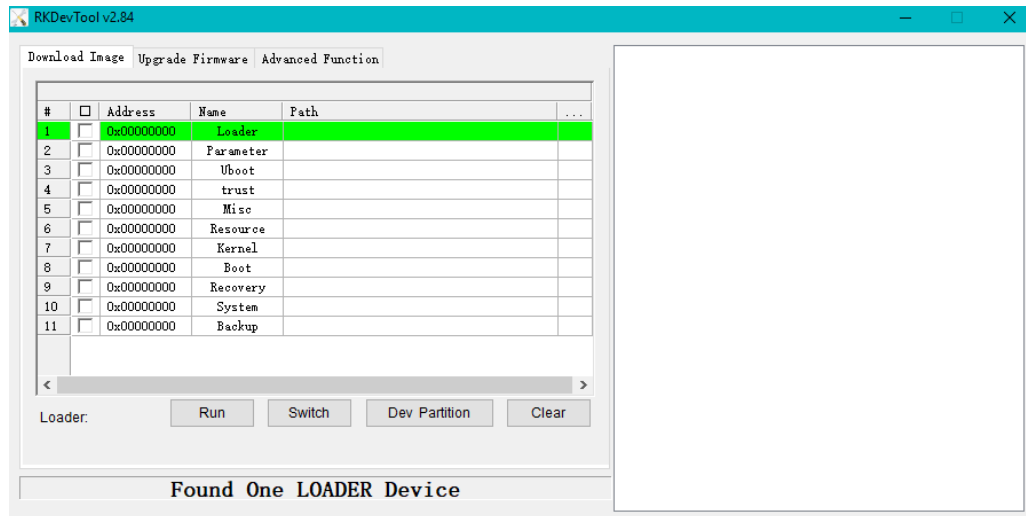 RKDevTool v2.84
Download Image Upgrade Firmware Advanced Function
# Address Name Path ...
1 0x00000000 Loader
2 0x00000000 Parameter
3 0x00000000 Uboot
4 0x00000000 trust
5 0x00000000 Misc
6 0x00000000 Resource
7 0x00000000 Kernel
8 0x00000000 Boot
9 0x00000000 Recovery
10 0x00000000 System
11 0x00000000 Backup
Loader: Run Switch Dev Partition Clear
Found One LOADER Device